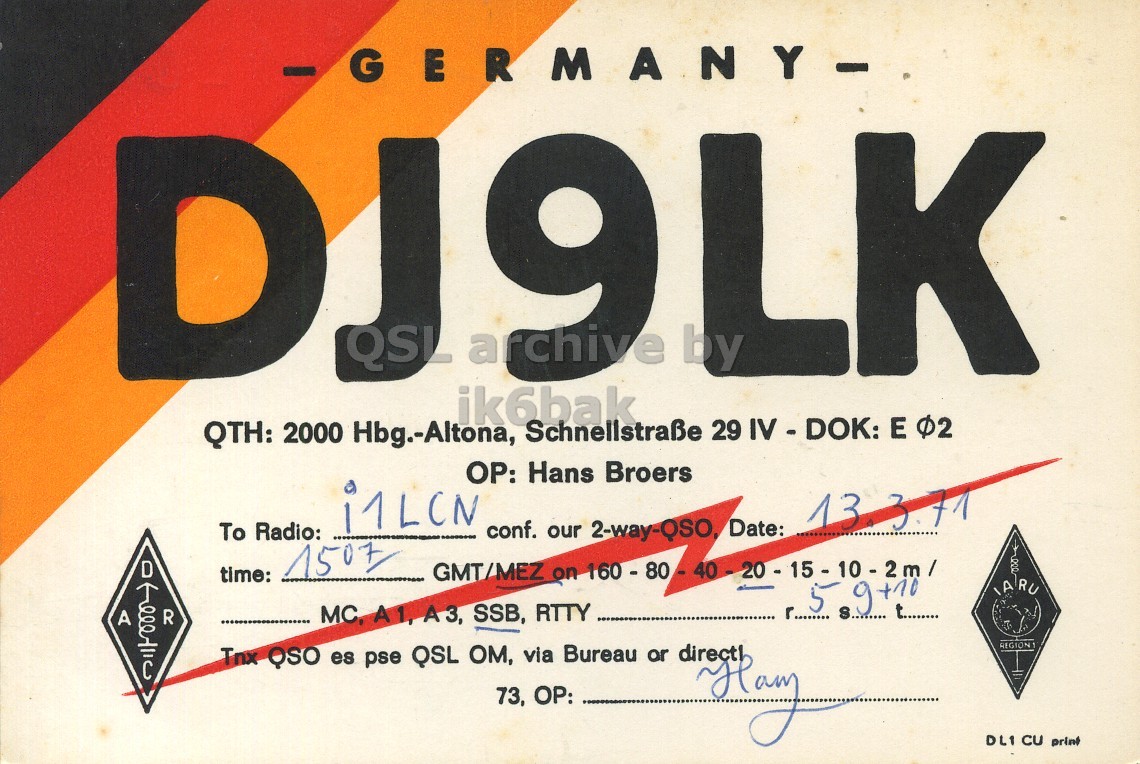 - GERMANY -
DJ9LK
QSL archive by
ik6bak
QTH: 2000 Hbg.-Altona, Schnellstraße 29 IV - DOK: E Ø2
OP: Hans Broers
To Radio: i1LCN conf. our 2-way-QSO, Date: 13.3.71
time: 1507 GMT/MEZ on 160 - 80 - 40 - 20 - 15 - 10 - 2 m /
MC, A1, A3, SSB, RTTY r 5 s 9+10 t
Tnx QSO es pse QSL OM, via Bureau or direct!
73, OP: Hans
DARC
IARU
REGION 1
DL1 CU print